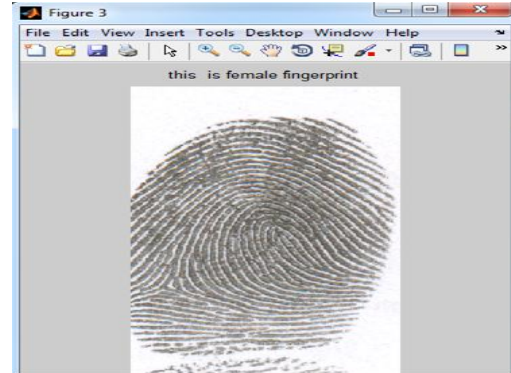 Figure 3
File Edit View Insert Tools Desktop Window Help
this is female fingerprint